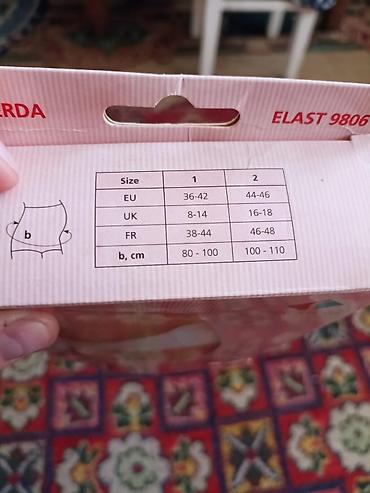 ERDA ELAST 9806
Size 1 2
EU 36-42 44-46
UK 8-14 16-18
FR 38-44 46-48
b, cm 80 - 100 100 - 110
b